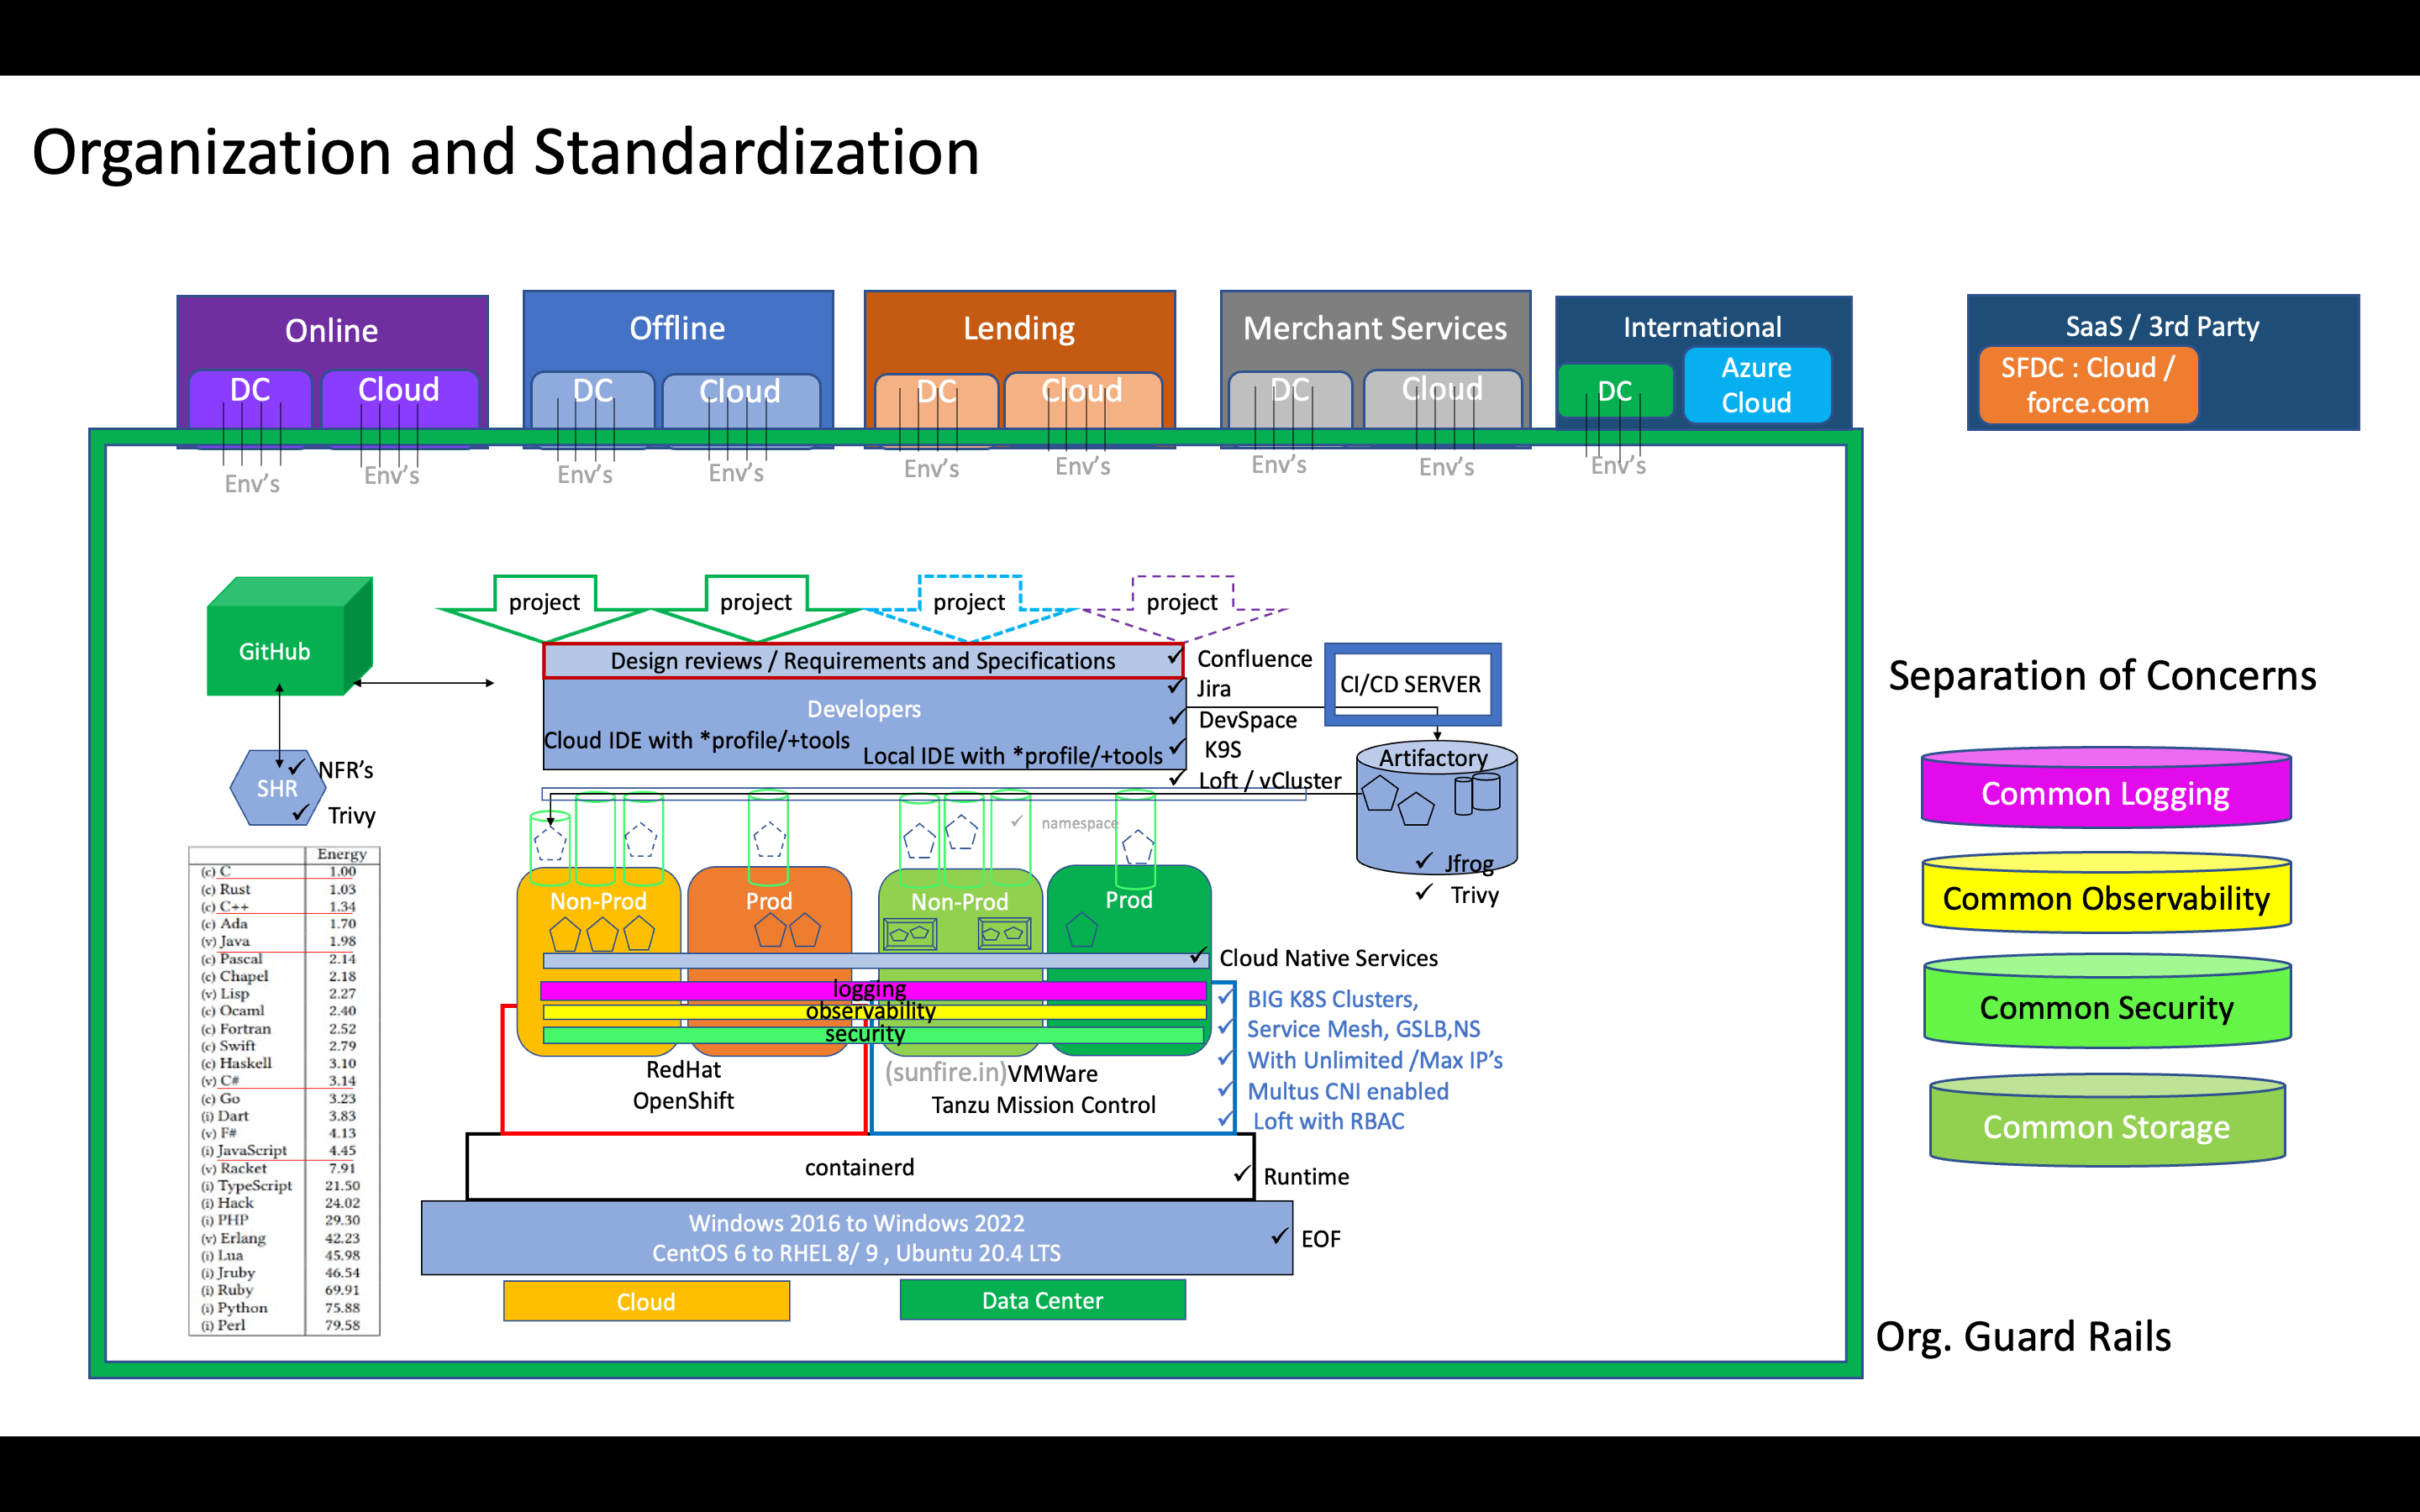 Organization and Standardization
Online
DC
Cloud
Env's
Env's
Offline
DC
Cloud
Env's
Env's
Lending
DC
Cloud
Env's
Env's
Merchant Services
DC
Cloud
Env's
Env's
International
DC
Azure
Cloud
Env's
SaaS / 3rd Party
SFDC : Cloud /
force.com
GitHub
SHR
NFR's
Trivy
project
project
project
project
Design reviews / Requirements and Specifications
Developers
Cloud IDE with *profile/+tools
Local IDE with *profile/+tools
Confluence
Jira
DevSpace
K9S
Loft / vCluster
CI/CD SERVER
Artifactory
Jfrog
Trivy
namespace
Non-Prod
Prod
Non-Prod
Prod
Cloud Native Services
logging
observability
security
RedHat
OpenShift
(sunfire.in)VMWare
Tanzu Mission Control
BIG K8S Clusters,
Service Mesh, GSLB,NS
With Unlimited /Max IP's
Multus CNI enabled
Loft with RBAC
containerd
Runtime
Windows 2016 to Windows 2022
CentOS 6 to RHEL 8/ 9 , Ubuntu 20.4 LTS
EOF
Cloud
Data Center
Energy
(c) C 1.00
(c) Rust 1.03
(c) C++ 1.34
(c) Ada 1.70
(v) Java 1.98
(c) Pascal 2.14
(c) Chapel 2.18
(v) Lisp 2.27
(c) Ocaml 2.40
(c) Fortran 2.52
(c) Swift 2.79
(c) Haskell 3.10
(v) C# 3.14
(c) Go 3.23
(i) Dart 3.83
(v) F# 4.13
(i) JavaScript 4.45
(v) Racket 7.91
(i) TypeScript 21.50
(i) Hack 24.02
(i) PHP 29.30
(v) Erlang 42.23
(i) Lua 45.98
(i) Jruby 46.54
(i) Ruby 69.91
(i) Python 75.88
(i) Perl 79.58
Separation of Concerns
Common Logging
Common Observability
Common Security
Common Storage
Org. Guard Rails